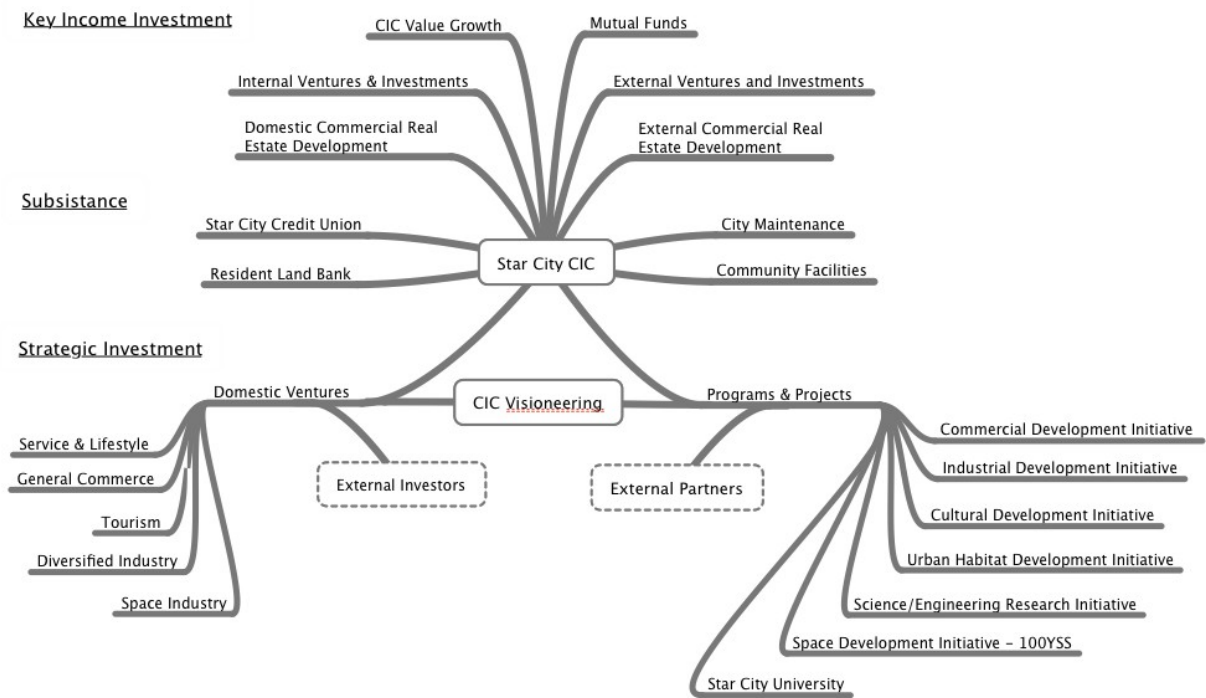 Key Income Investment
CIC Value Growth
Mutual Funds
Internal Ventures & Investments
External Ventures and Investments
Domestic Commercial Real
Estate Development
External Commercial Real
Estate Development
Subsistance
Star City Credit Union
City Maintenance
Star City CIC
Resident Land Bank
Community Facilities
Strategic Investment
Domestic Ventures
CIC Visioneering
Programs & Projects
Service & Lifestyle
General Commerce
Tourism
Diversified Industry
Space Industry
External Investors
External Partners
Commercial Development Initiative
Industrial Development Initiative
Cultural Development Initiative
Urban Habitat Development Initiative
Science/Engineering Research Initiative
Space Development Initiative – 100YSS
Star City University